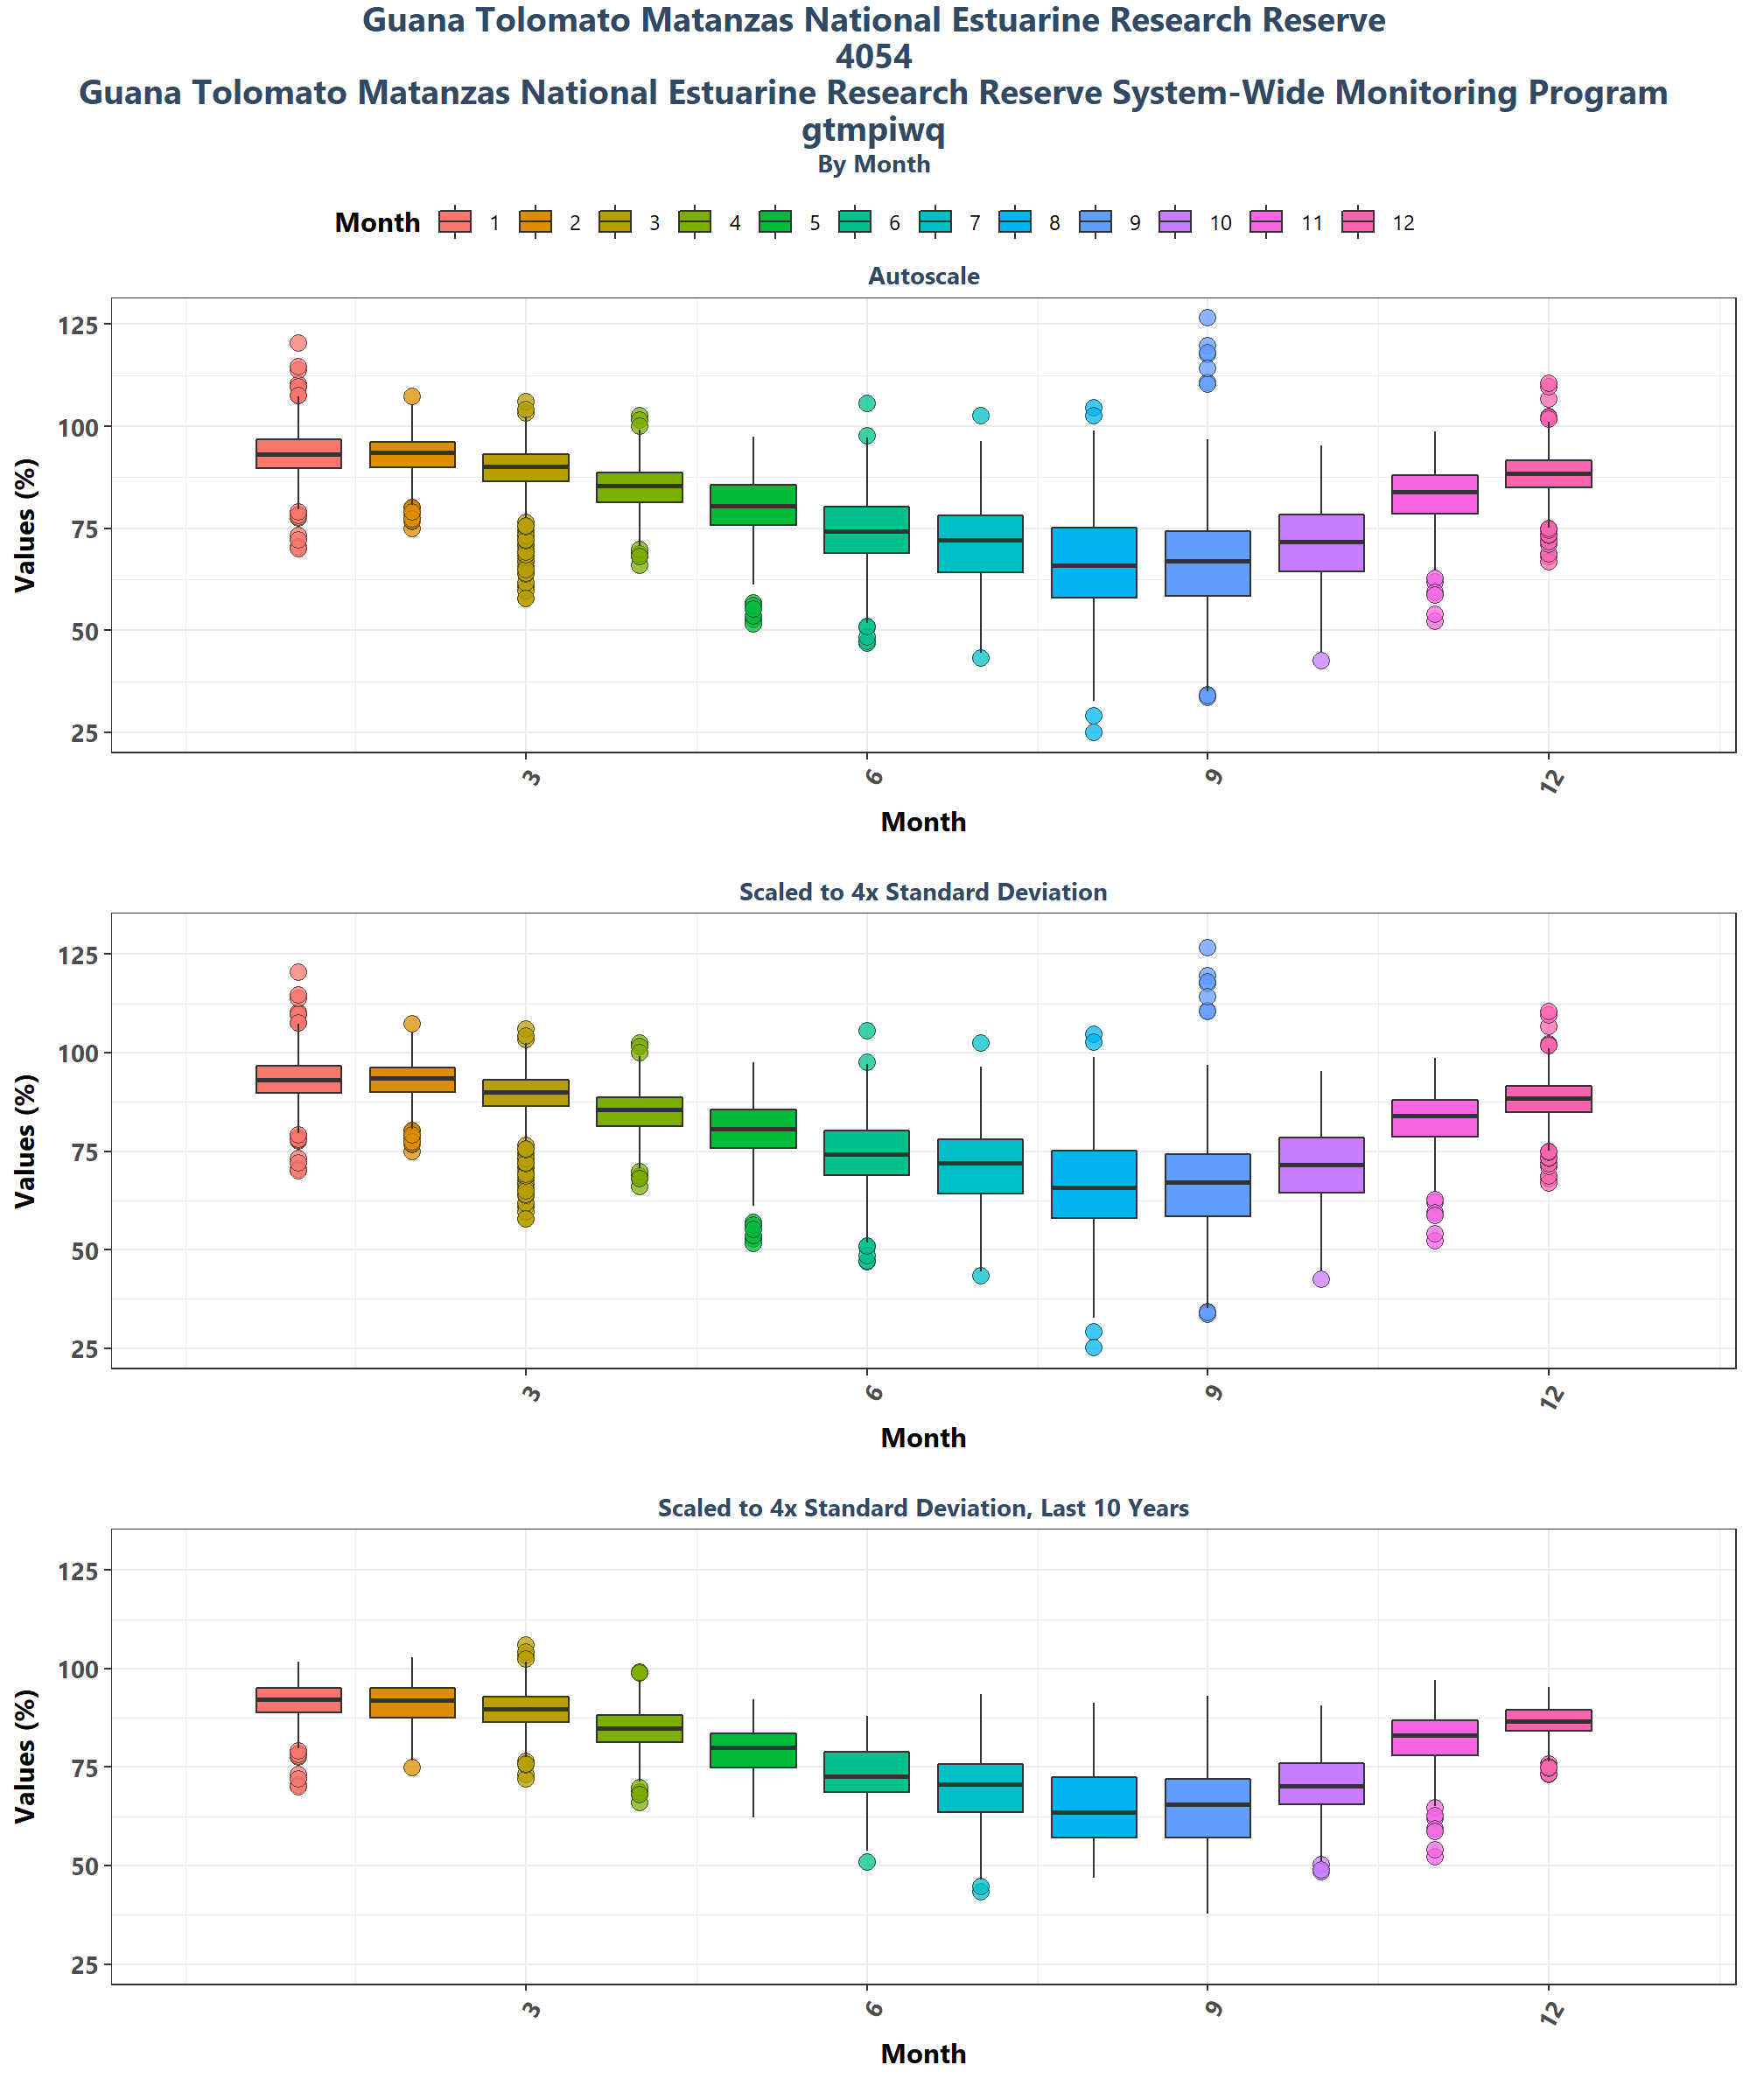 Guana Tolomato Matanzas National Estuarine Research Reserve
4054
Guana Tolomato Matanzas National Estuarine Research Reserve System-Wide Monitoring Program
gtmpiwq
By Month
Month 1 2 3 4 5 6 7 8 9 10 11 12
Autoscale
Values (%)
125
100
75
50
25
3 6 9 12
Month
Scaled to 4x Standard Deviation
Values (%)
125
100
75
50
25
3 6 9 12
Month
Scaled to 4x Standard Deviation, Last 10 Years
Values (%)
125
100
75
50
25
3 6 9 12
Month